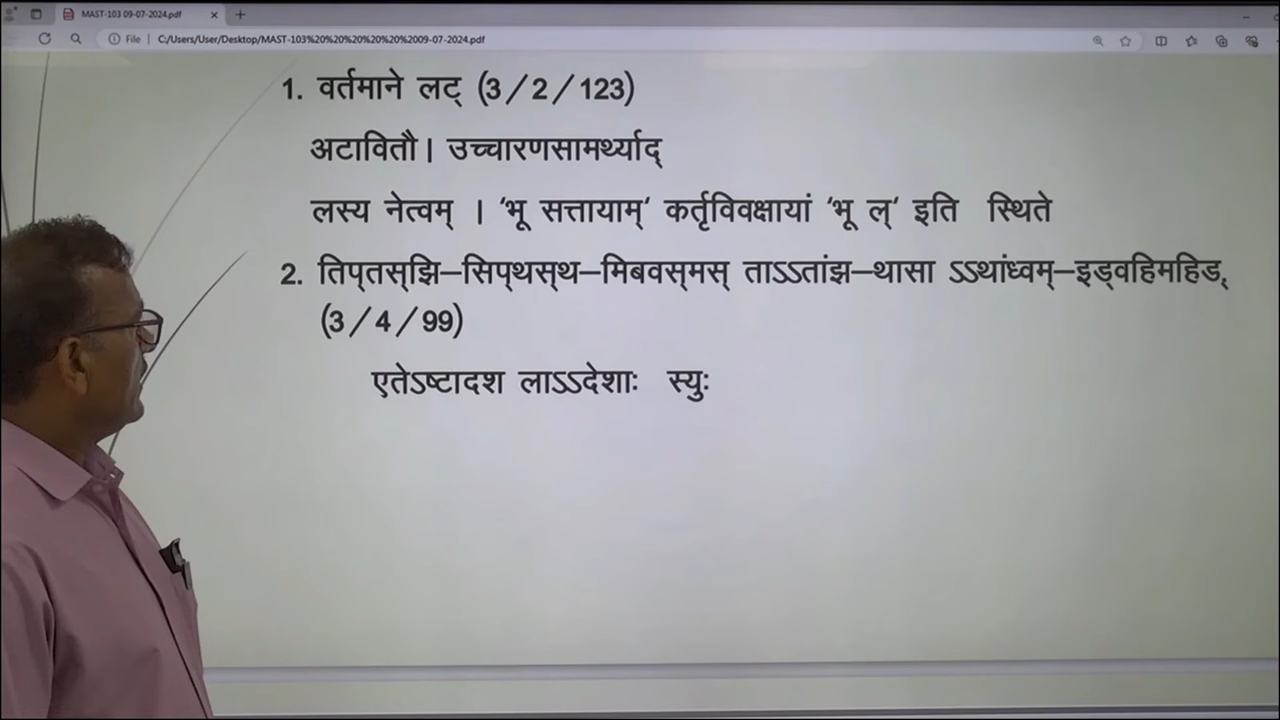 MAST-103 09-07-2024.pdf
File | C:/Users/User/Desktop/MAST-103%20%20%20%20%20%2009-07-2024.pdf
1. वर्तमाने लट् (3/2/123)
अटावितौ। उच्चारणसामर्थ्याद्
लस्य नेत्वम् । 'भू सत्तायाम्' कर्तृविवक्षायां 'भू ल्' इति स्थिते
2. तिप्तस्झि–सिप्थस्थ–मिबवस्मस् ताऽऽतांझ–थासा ऽऽथांध्वम्–इड्वहिमहिड्.
(3/4/99)
एतेऽष्टादश लाऽऽदेशाः स्युः